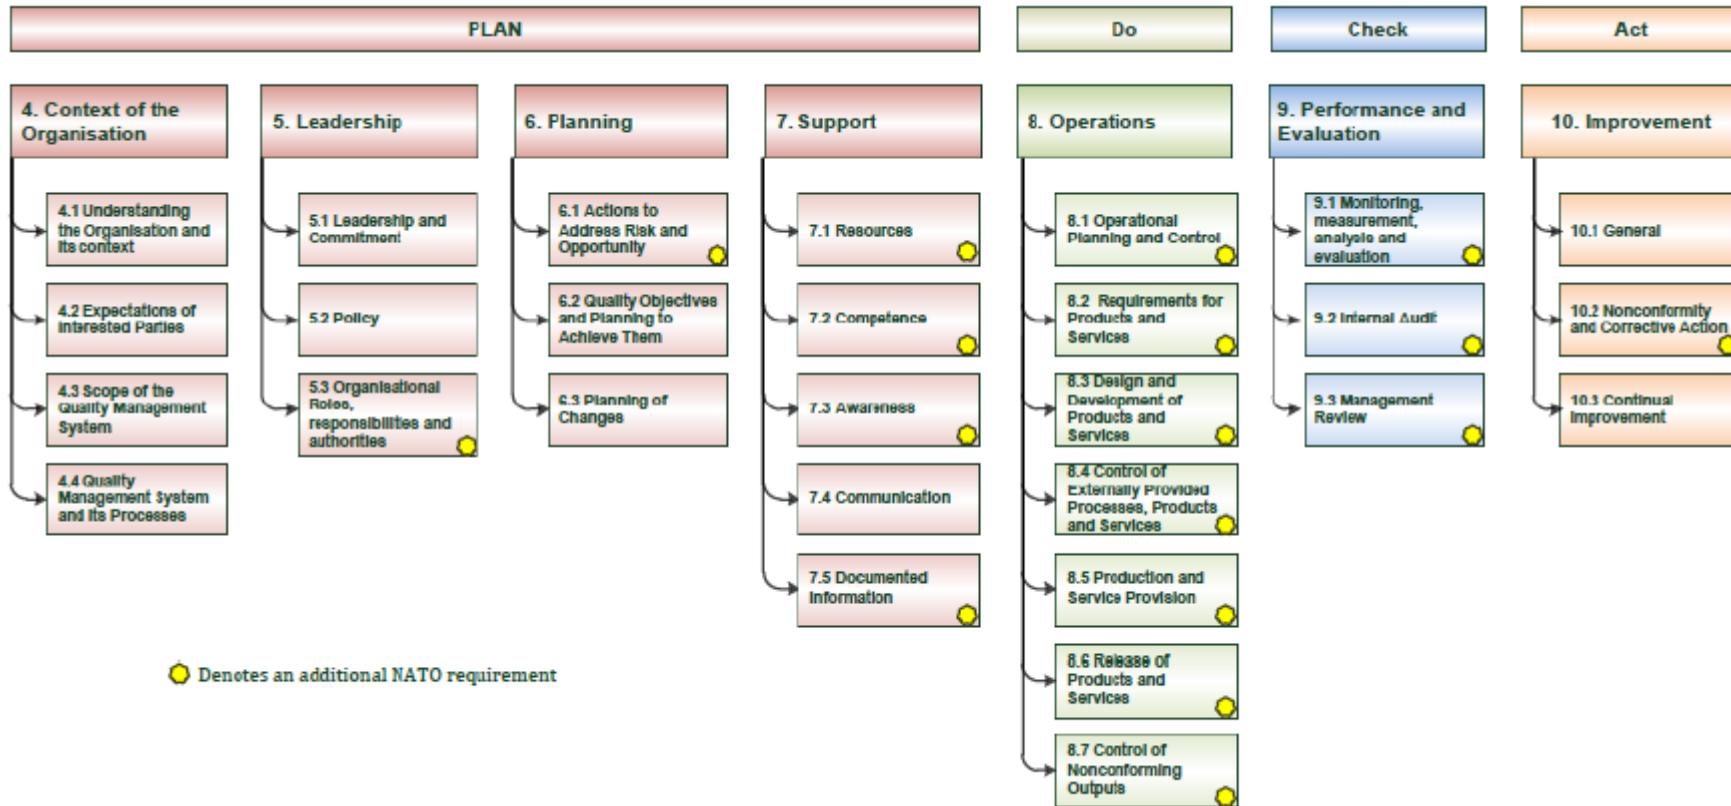 PLAN
Do
Check
Act
4. Context of the
Organisation
5. Leadership
6. Planning
7. Support
8. Operations
9. Performance and
Evaluation
10. Improvement
4.1 Understanding
the Organisation and
its context
4.2 Expectations of
Interested Parties
4.3 Scope of the
Quality Management
System
4.4 Quality
Management System
and its Processes
5.1 Leadership and
Commitment
5.2 Policy
5.3 Organisational
Roles,
responsibilities and
authorities
6.1 Actions to
Address Risk and
Opportunity
6.2 Quality Objectives
and Planning to
Achieve Them
6.3 Planning of
Changes
7.1 Resources
7.2 Competence
7.3 Awareness
7.4 Communication
7.5 Documented
Information
8.1 Operational
Planning and Control
8.2 Requirements for
Products and
Services
8.3 Design and
Development of
Products and
Services
8.4 Control of
Externally Provided
Processes, Products
and Services
8.5 Production and
Service Provision
8.6 Release of
Products and
Services
8.7 Control of
Nonconforming
Outputs
9.1 Monitoring,
measurement,
analysis and
evaluation
9.2 Internal Audit
9.3 Management
Review
10.1 General
10.2 Nonconformity
and Corrective Action
10.3 Continual
Improvement
Denotes an additional NATO requirement